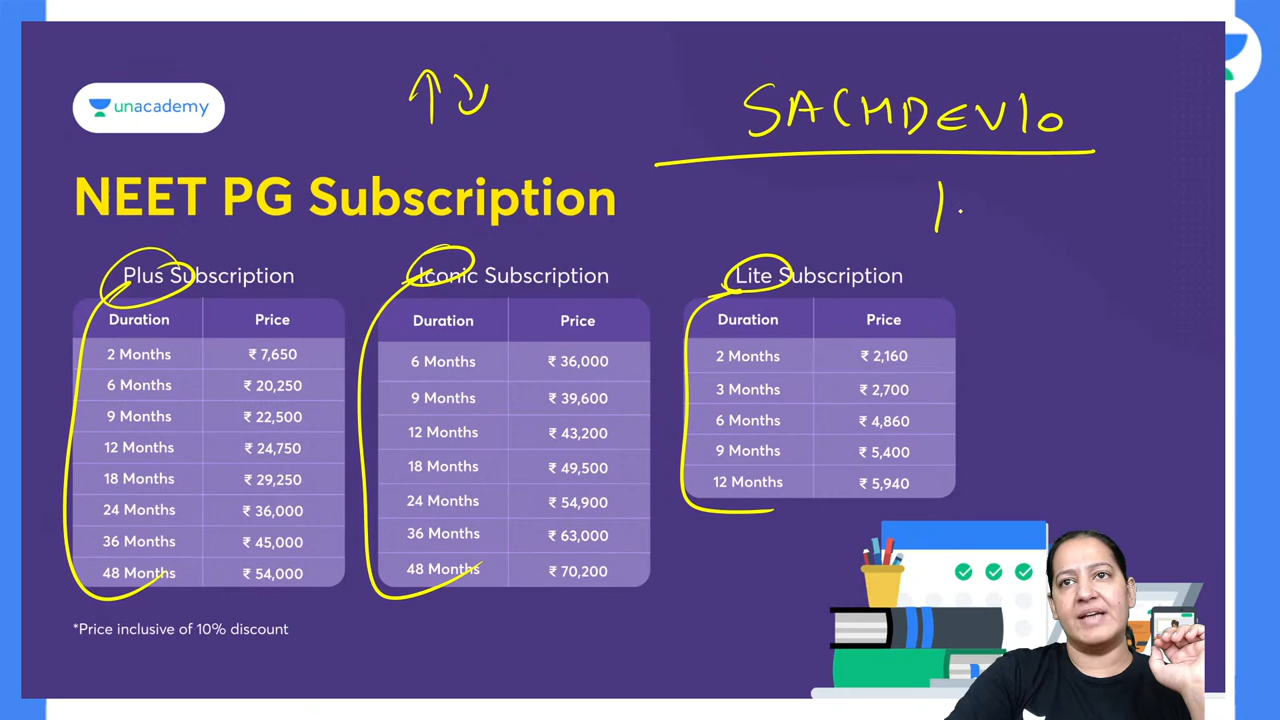 unacademy
SACHDEV10
NEET PG Subscription
Plus Subscription
Duration Price
2 Months ₹ 7,650
6 Months ₹ 20,250
9 Months ₹ 22,500
12 Months ₹ 24,750
18 Months ₹ 29,250
24 Months ₹ 36,000
36 Months ₹ 45,000
48 Months ₹ 54,000
*Price inclusive of 10% discount
Iconic Subscription
Duration Price
6 Months ₹ 36,000
9 Months ₹ 39,600
12 Months ₹ 43,200
18 Months ₹ 49,500
24 Months ₹ 54,900
36 Months ₹ 63,000
48 Months ₹ 70,200
Lite Subscription
Duration Price
2 Months ₹ 2,160
3 Months ₹ 2,700
6 Months ₹ 4,860
9 Months ₹ 5,400
12 Months ₹ 5,940